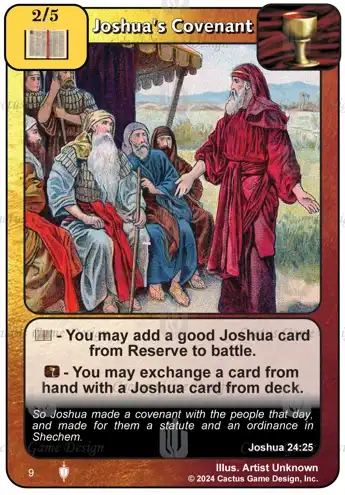 2/5
Joshua's Covenant
- You may add a good Joshua card
from Reserve to battle.
- You may exchange a card from
hand with a Joshua card from deck.
So Joshua made a covenant with the people that day,
and made for them a statute and an ordinance in
Shechem.
Joshua 24:25
9
Illus. Artist Unknown
© 2024 Cactus Game Design, Inc.